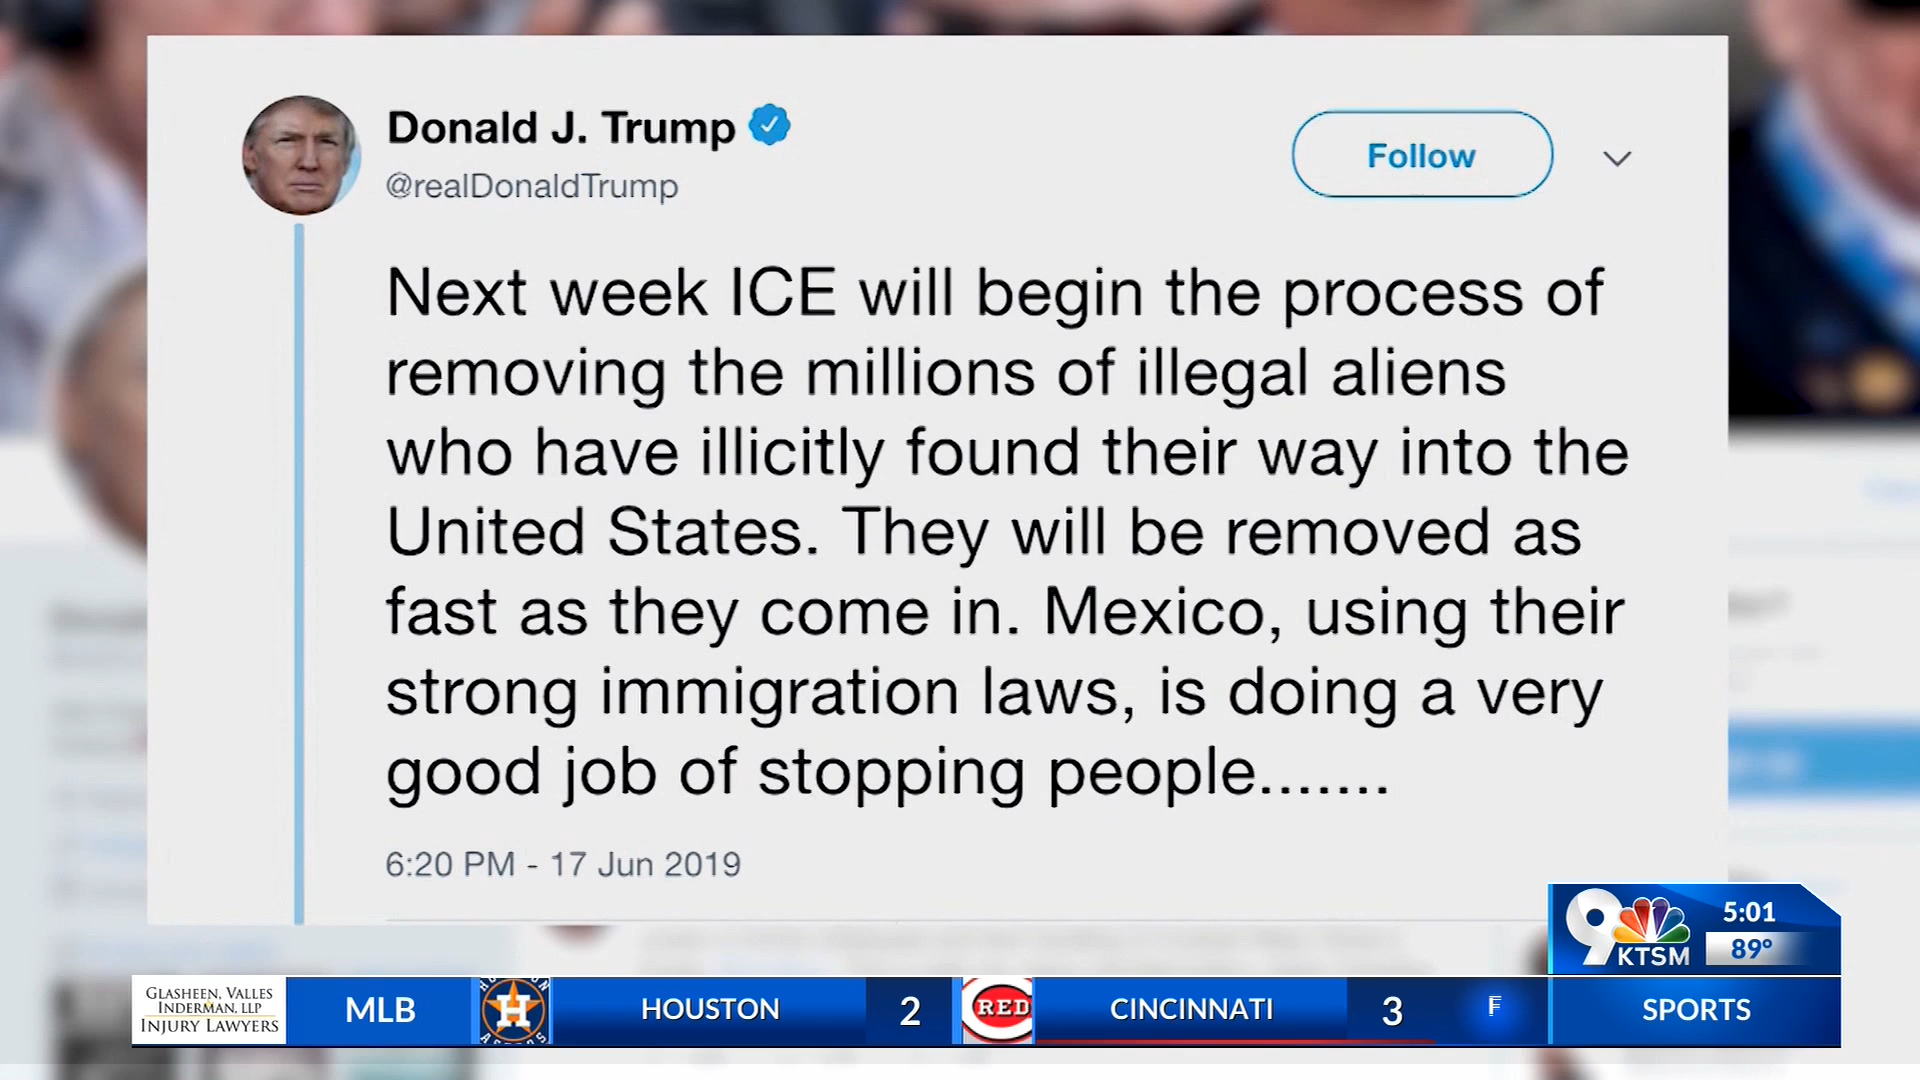 Donald J. Trump
@realDonaldTrump
Follow
Next week ICE will begin the process of
removing the millions of illegal aliens
who have illicitly found their way into the
United States. They will be removed as
fast as they come in. Mexico, using their
strong immigration laws, is doing a very
good job of stopping people.......
6:20 PM - 17 Jun 2019
9
KTSM
5:01
89°
GLASHEEN, VALLES
INDERMAN, LLP
INJURY LAWYERS
MLB
H
HOUSTON
2
RED
CINCINNATI
3
F
SPORTS